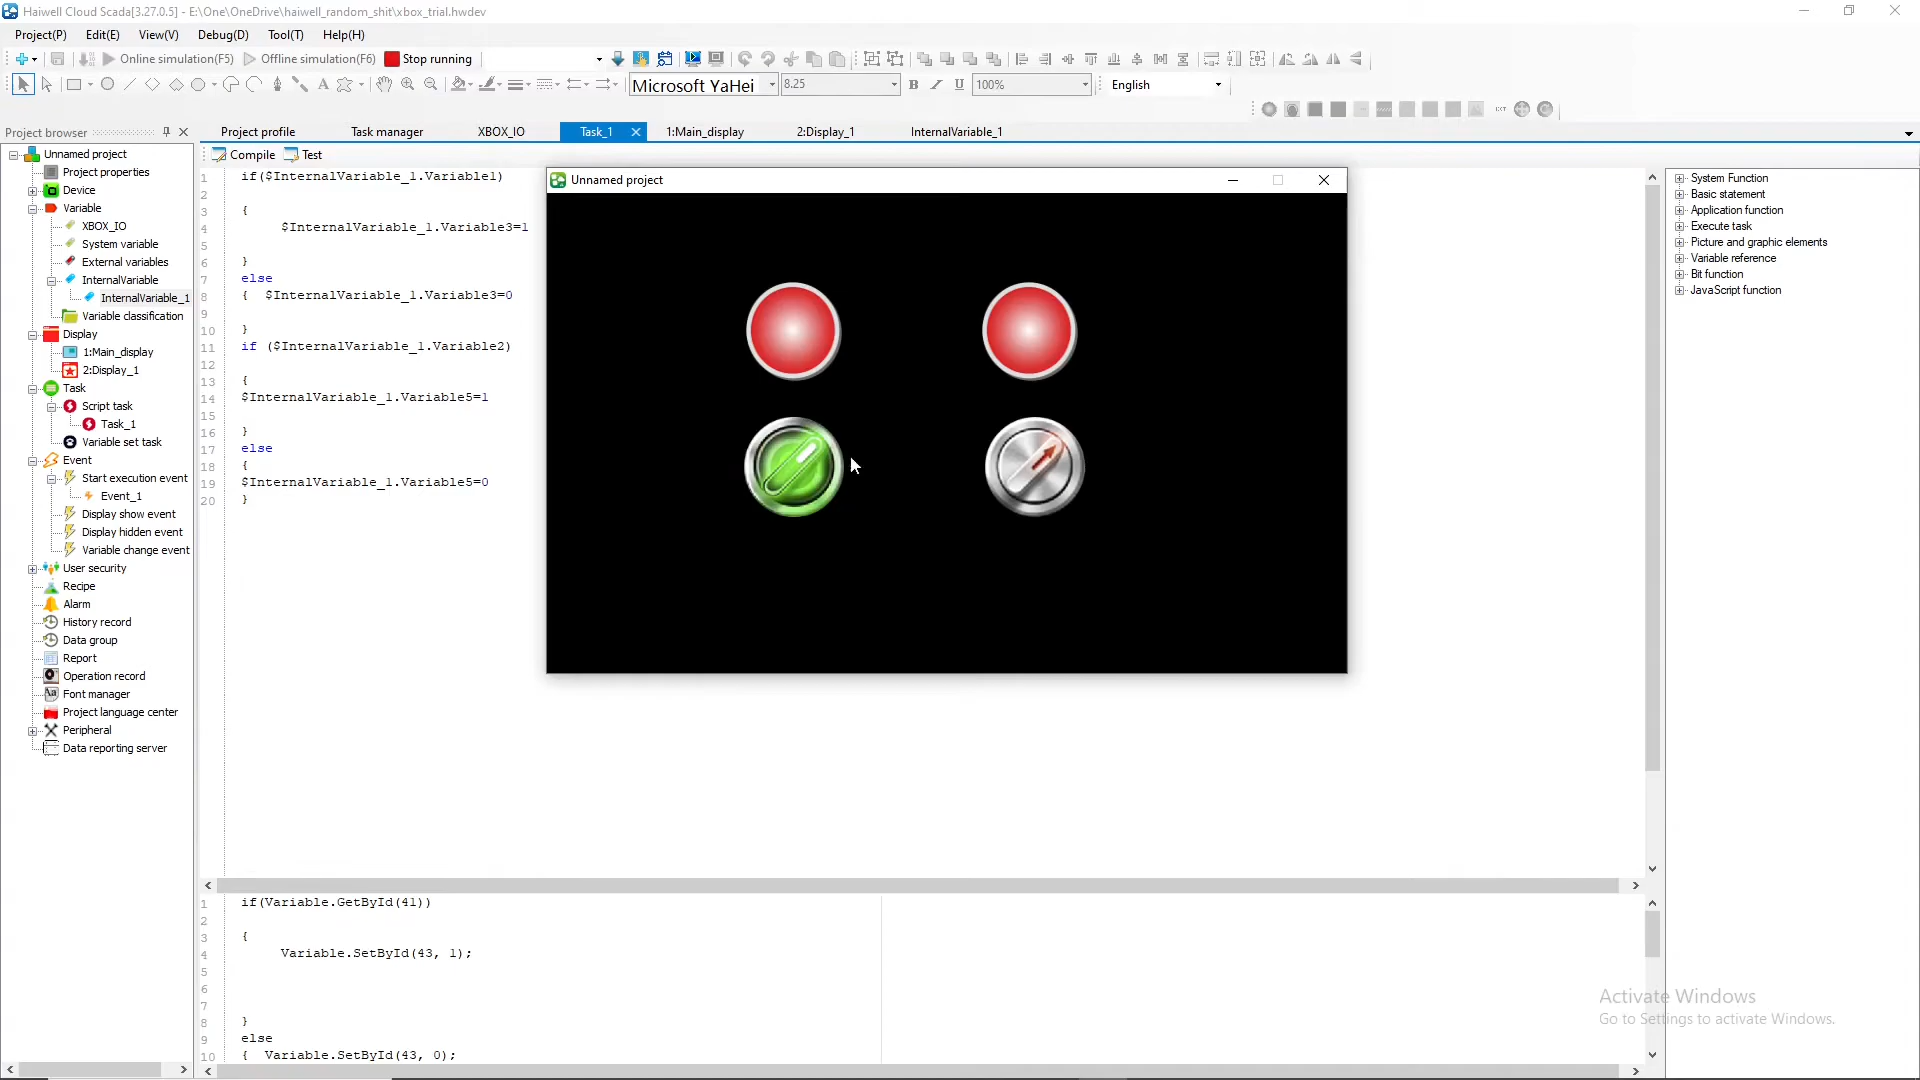 Haiwell Cloud Scada[3.27.0.5] - E:\One\OneDrive\haiwell_random_shit\xbox_trial.hwdev
Project(P) Edit(E) View(V) Debug(D) Tool(T) Help(H)
Online simulation(F5) Offline simulation(F6) Stop running
Microsoft YaHei 8.25 B I U 100% English
EXT
Project browser
Project profile Task manager XBOX_IO Task_1 1:Main_display 2:Display_1 InternalVariable_1
Compile Test
Unnamed project
Project properties
Device
Variable
XBOX_IO
System variable
External variables
InternalVariable
InternalVariable_1
Variable classification
Display
1:Main_display
2:Display_1
Task
Script task
Task_1
Variable set task
Event
Start execution event
Event_1
Display show event
Display hidden event
Variable change event
User security
Recipe
Alarm
History record
Data group
Report
Operation record
Font manager
Project language center
Peripheral
Data reporting server
1 if($InternalVariable_1.Variable1)
2
3 {
4 $InternalVariable_1.Variable3=1
5
6 }
7 else
8 { $InternalVariable_1.Variable3=0
9
10 }
11 if ($InternalVariable_1.Variable2)
12
13 {
14 $InternalVariable_1.Variable5=1
15
16 }
17 else
18 {
19 $InternalVariable_1.Variable5=0
20 }
Unnamed project
System Function
Basic statement
Application function
Execute task
Picture and graphic elements
Variable reference
Bit function
JavaScript function
1 if(Variable.GetById(41))
2
3 {
4 Variable.SetById(43, 1);
5
6
7
8 }
9 else
10 { Variable.SetById(43, 0);
Activate Windows
Go to Settings to activate Windows.